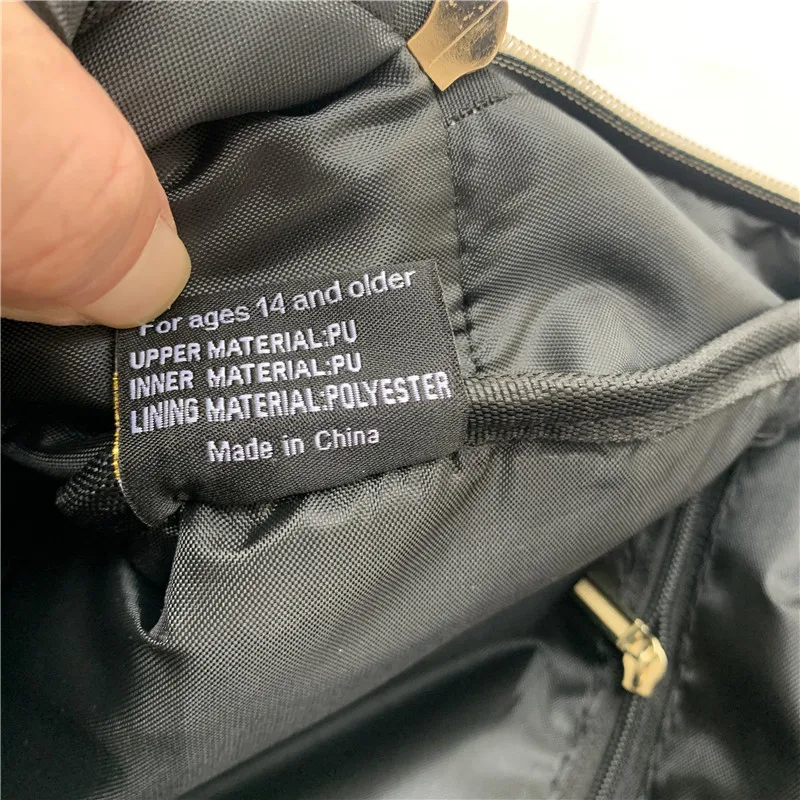 For ages 14 and older
UPPER MATERIAL:PU
INNER MATERIAL:PU
LINING MATERIAL:POLYESTER
Made in China